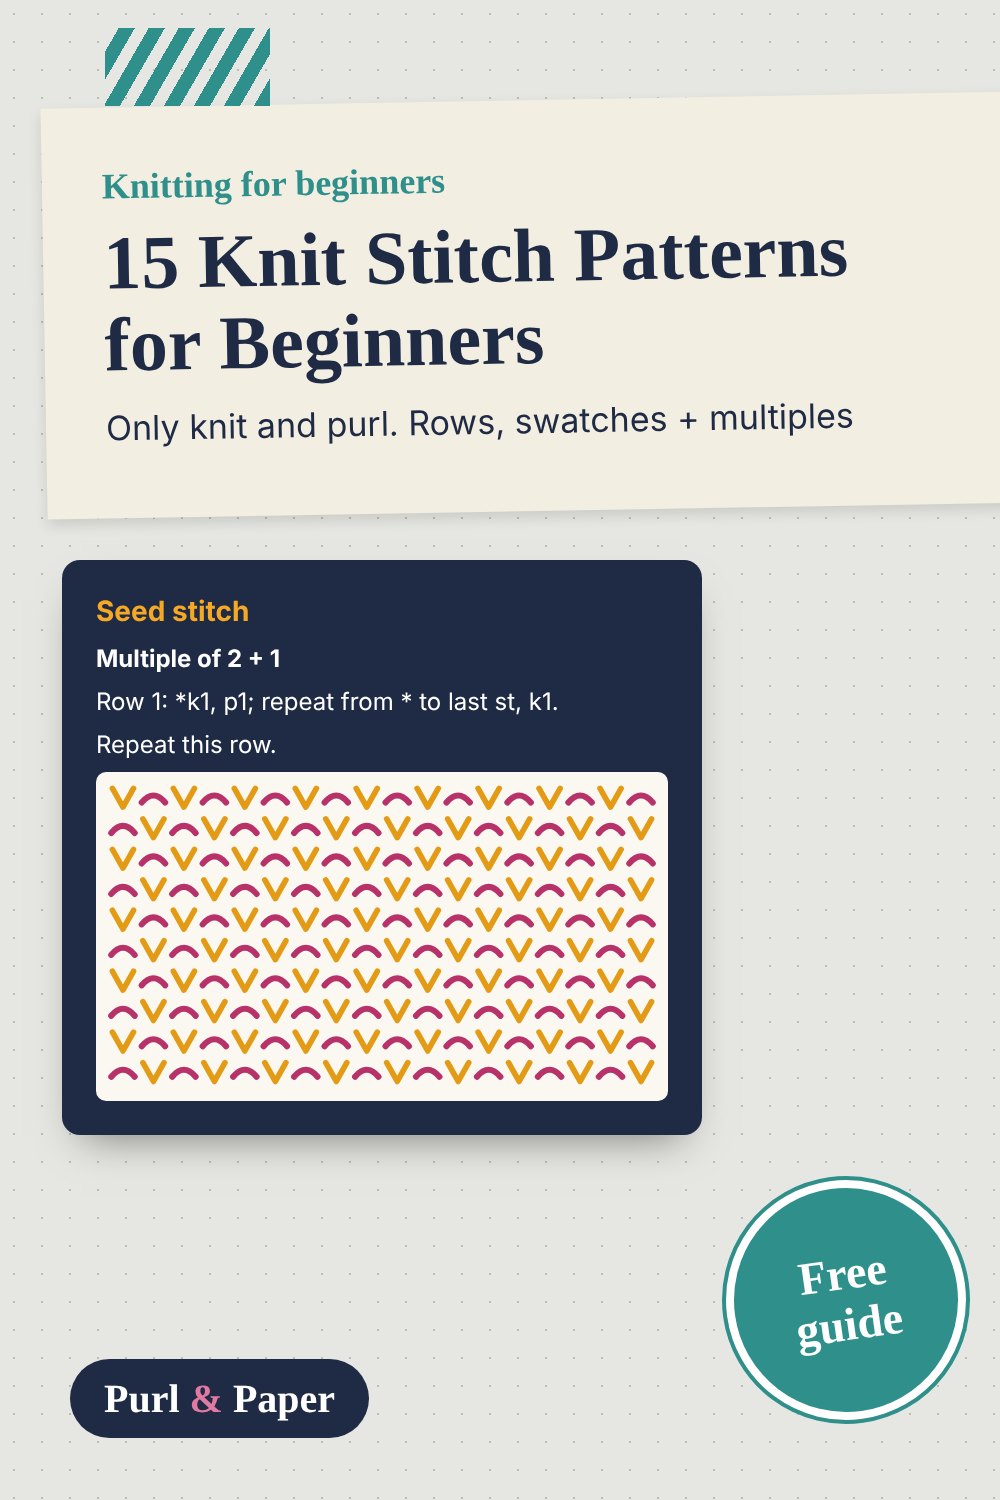 Knitting for beginners
15 Knit Stitch Patterns
for Beginners
Only knit and purl. Rows, swatches + multiples
Seed stitch
Multiple of 2 + 1
Row 1: *k1, p1; repeat from * to last st, k1.
Repeat this row.
Free
guide
Purl & Paper